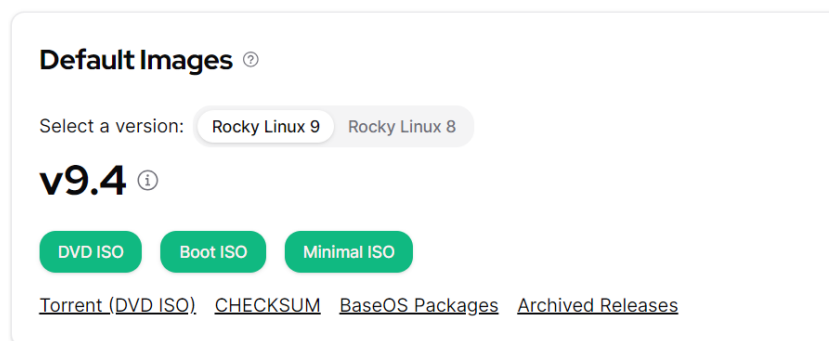 Default Images
Select a version: Rocky Linux 9 Rocky Linux 8
v9.4
DVD ISO Boot ISO Minimal ISO
Torrent (DVD ISO) CHECKSUM BaseOS Packages Archived Releases